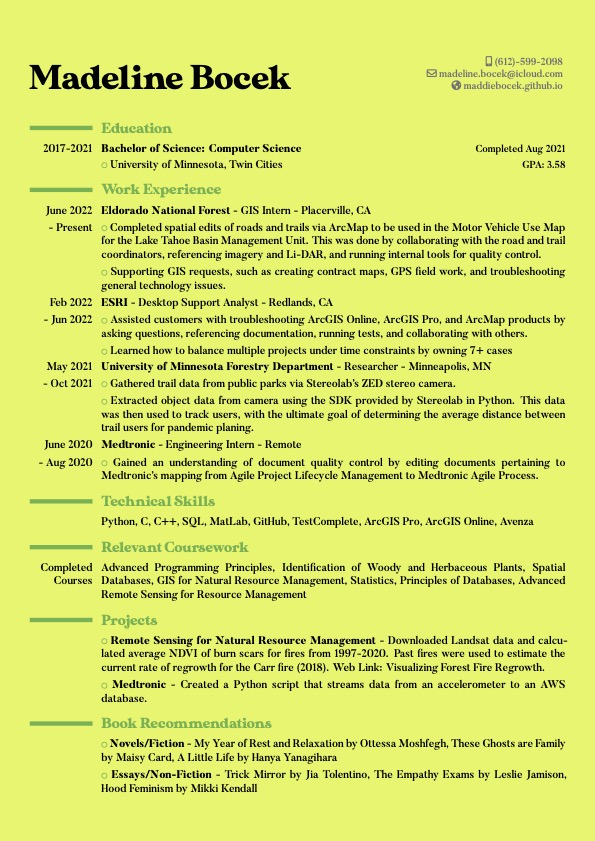 Madeline Bocek
(612)-599-2098
madeline.bocek@icloud.com
maddiebocek.github.io
Education
2017-2021 Bachelor of Science: Computer Science Completed Aug 2021
○ University of Minnesota, Twin Cities GPA: 3.58
Work Experience
June 2022 Eldorado National Forest - GIS Intern - Placerville, CA
- Present ○ Completed spatial edits of roads and trails via ArcMap to be used in the Motor Vehicle Use Map
for the Lake Tahoe Basin Management Unit. This was done by collaborating with the road and trail
coordinators, referencing imagery and Li-DAR, and running internal tools for quality control.
○ Supporting GIS requests, such as creating contract maps, GPS field work, and troubleshooting
general technology issues.
Feb 2022 ESRI - Desktop Support Analyst - Redlands, CA
- Jun 2022 ○ Assisted customers with troubleshooting ArcGIS Online, ArcGIS Pro, and ArcMap products by
asking questions, referencing documentation, running tests, and collaborating with others.
○ Learned how to balance multiple projects under time constraints by owning 7+ cases
May 2021 University of Minnesota Forestry Department - Researcher - Minneapolis, MN
- Oct 2021 ○ Gathered trail data from public parks via Stereolab's ZED stereo camera.
○ Extracted object data from camera using the SDK provided by Stereolab in Python. This data
was then used to track users, with the ultimate goal of determining the average distance between
trail users for pandemic planing.
June 2020 Medtronic - Engineering Intern - Remote
- Aug 2020 ○ Gained an understanding of document quality control by editing documents pertaining to
Medtronic's mapping from Agile Project Lifecycle Management to Medtronic Agile Process.
Technical Skills
Python, C, C++, SQL, MatLab, GitHub, TestComplete, ArcGIS Pro, ArcGIS Online, Avenza
Relevant Coursework
Completed Advanced Programming Principles, Identification of Woody and Herbaceous Plants, Spatial
Courses Databases, GIS for Natural Resource Management, Statistics, Principles of Databases, Advanced
Remote Sensing for Resource Management
Projects
○ Remote Sensing for Natural Resource Management - Downloaded Landsat data and calcu-
lated average NDVI of burn scars for fires from 1997-2020. Past fires were used to estimate the
current rate of regrowth for the Carr fire (2018). Web Link: Visualizing Forest Fire Regrowth.
○ Medtronic - Created a Python script that streams data from an accelerometer to an AWS
database.
Book Recommendations
○ Novels/Fiction - My Year of Rest and Relaxation by Ottessa Moshfegh, These Ghosts are Family
by Maisy Card, A Little Life by Hanya Yanagihara
○ Essays/Non-Fiction - Trick Mirror by Jia Tolentino, The Empathy Exams by Leslie Jamison,
Hood Feminism by Mikki Kendall